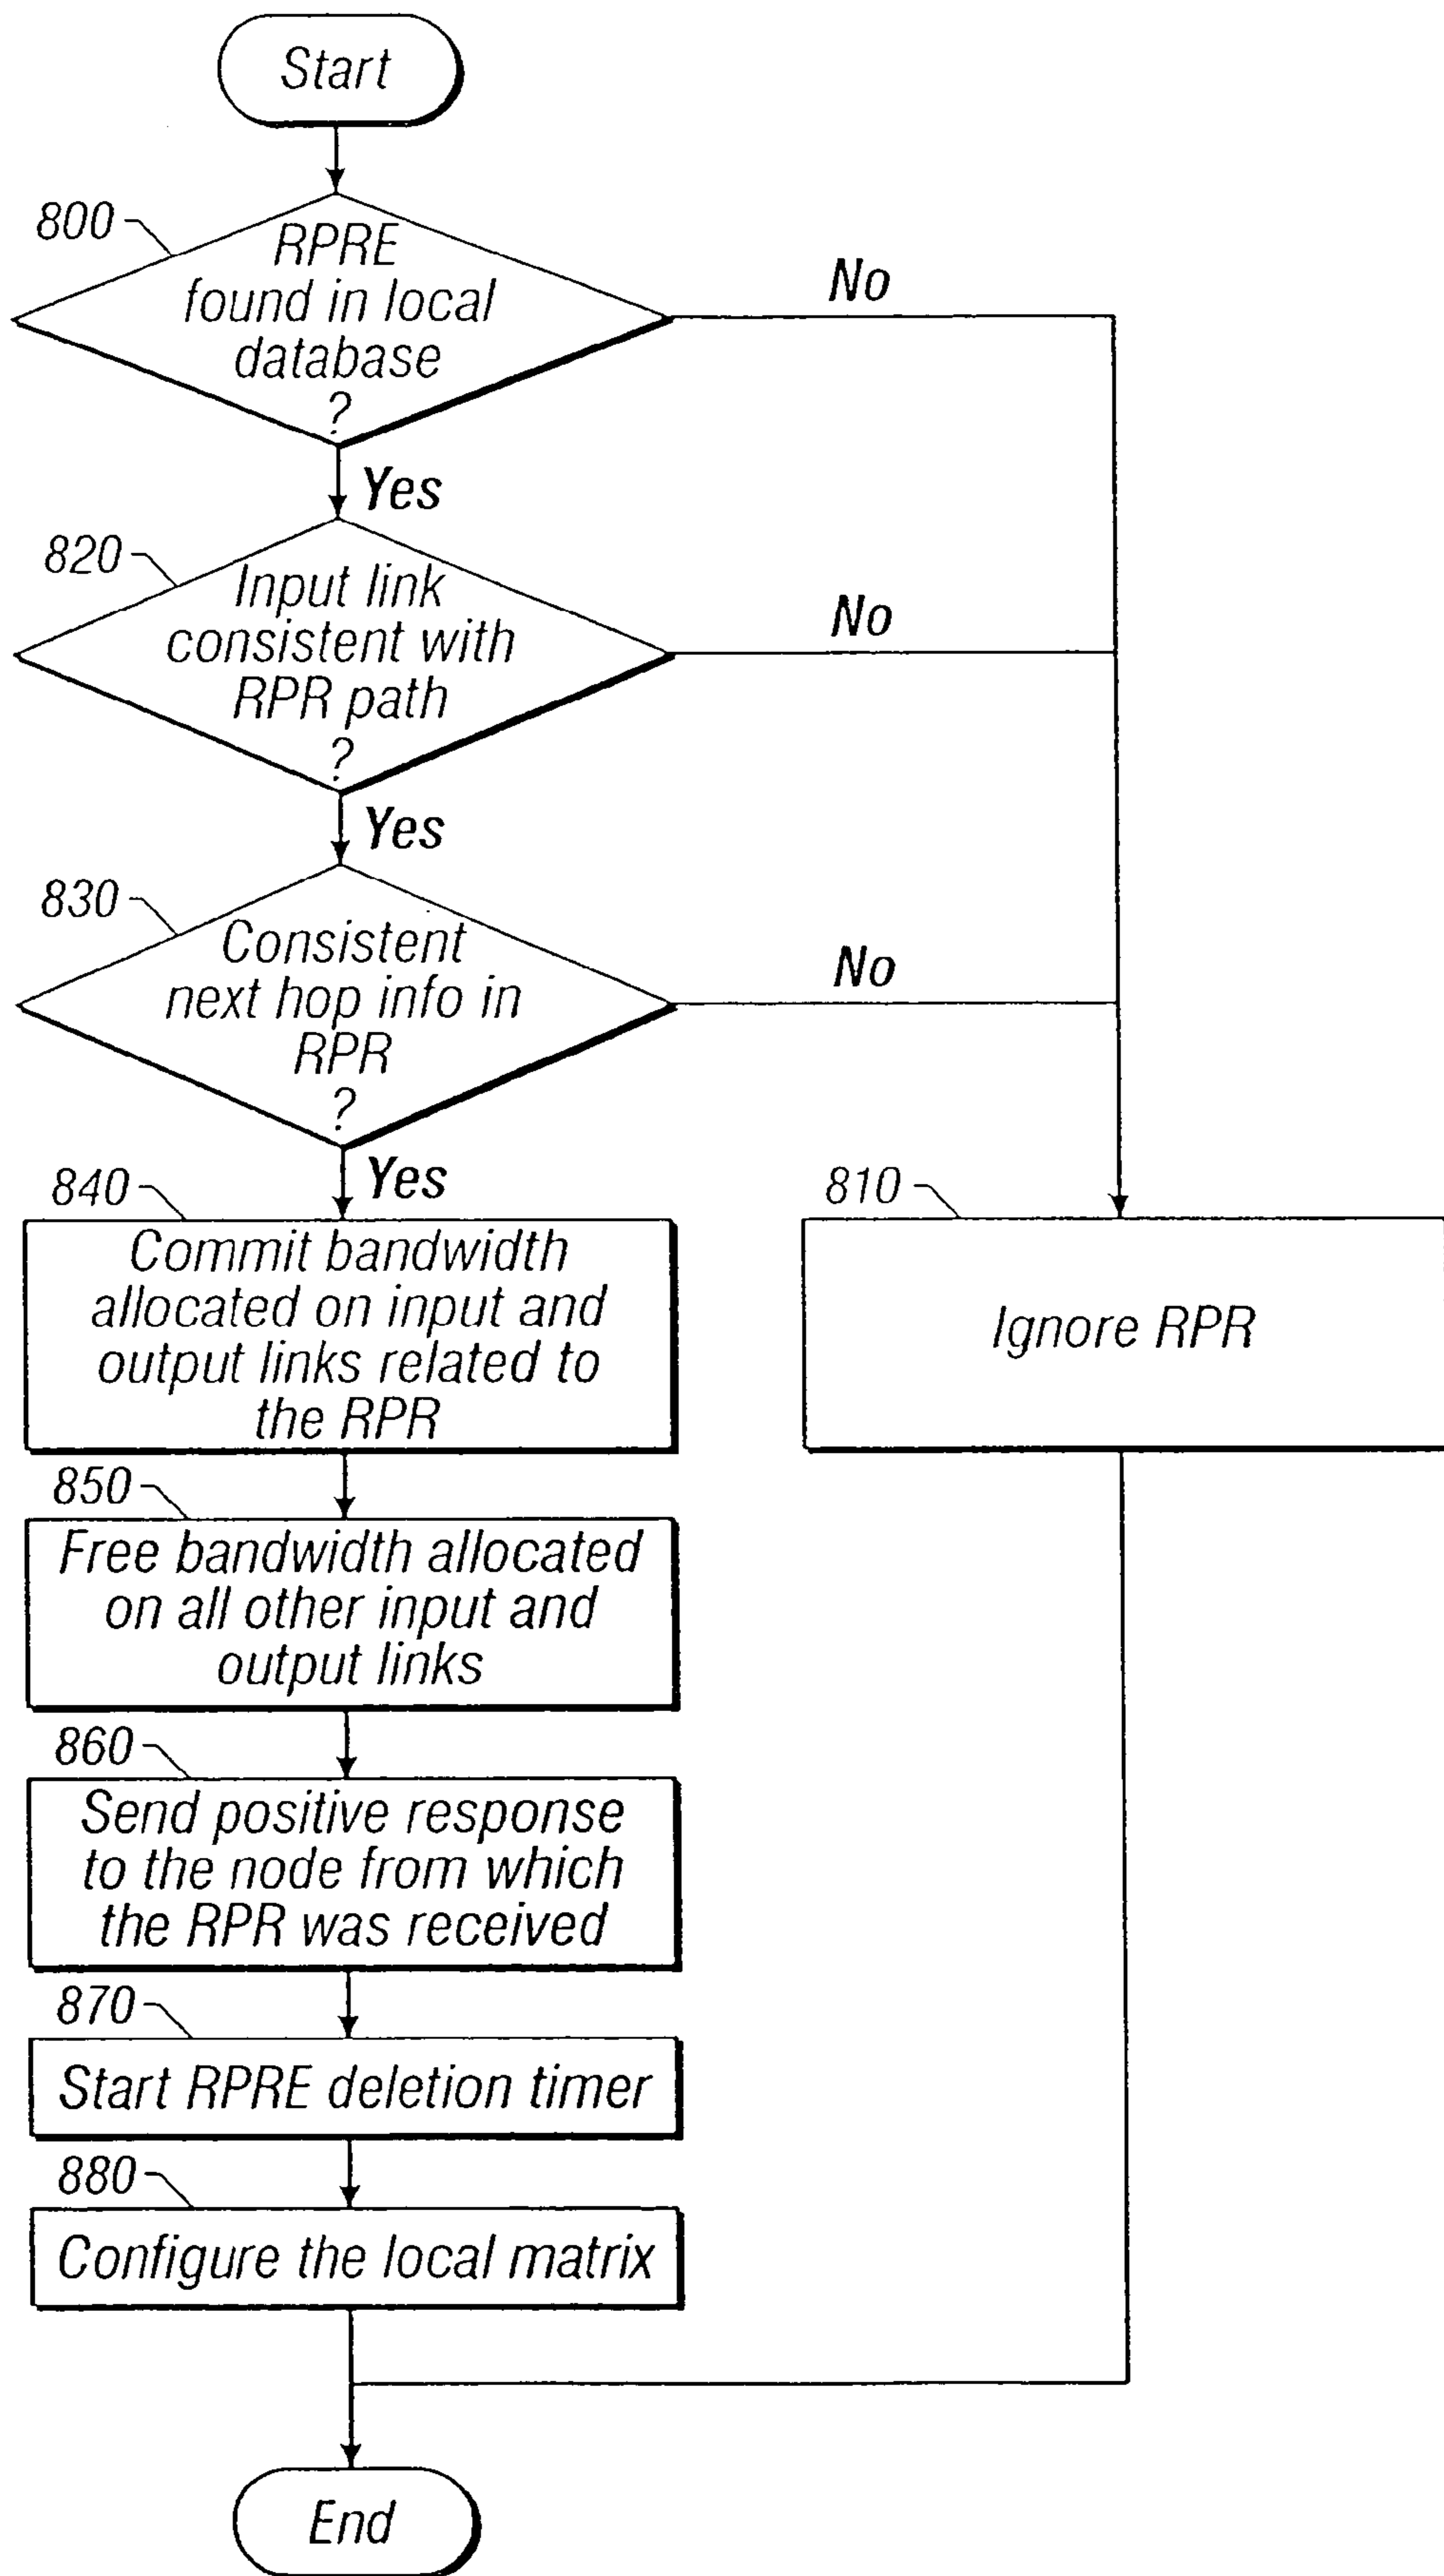 Start
800
RPRE
found in local
database
?
No
Yes
820
Input link
consistent with
RPR path
?
No
Yes
830
Consistent
next hop info in
RPR
?
No
Yes
840
Commit bandwidth
allocated on input and
output links related to
the RPR
810
Ignore RPR
850
Free bandwidth allocated
on all other input and
output links
860
Send positive response
to the node from which
the RPR was received
870
Start RPRE deletion timer
880
Configure the local matrix
End